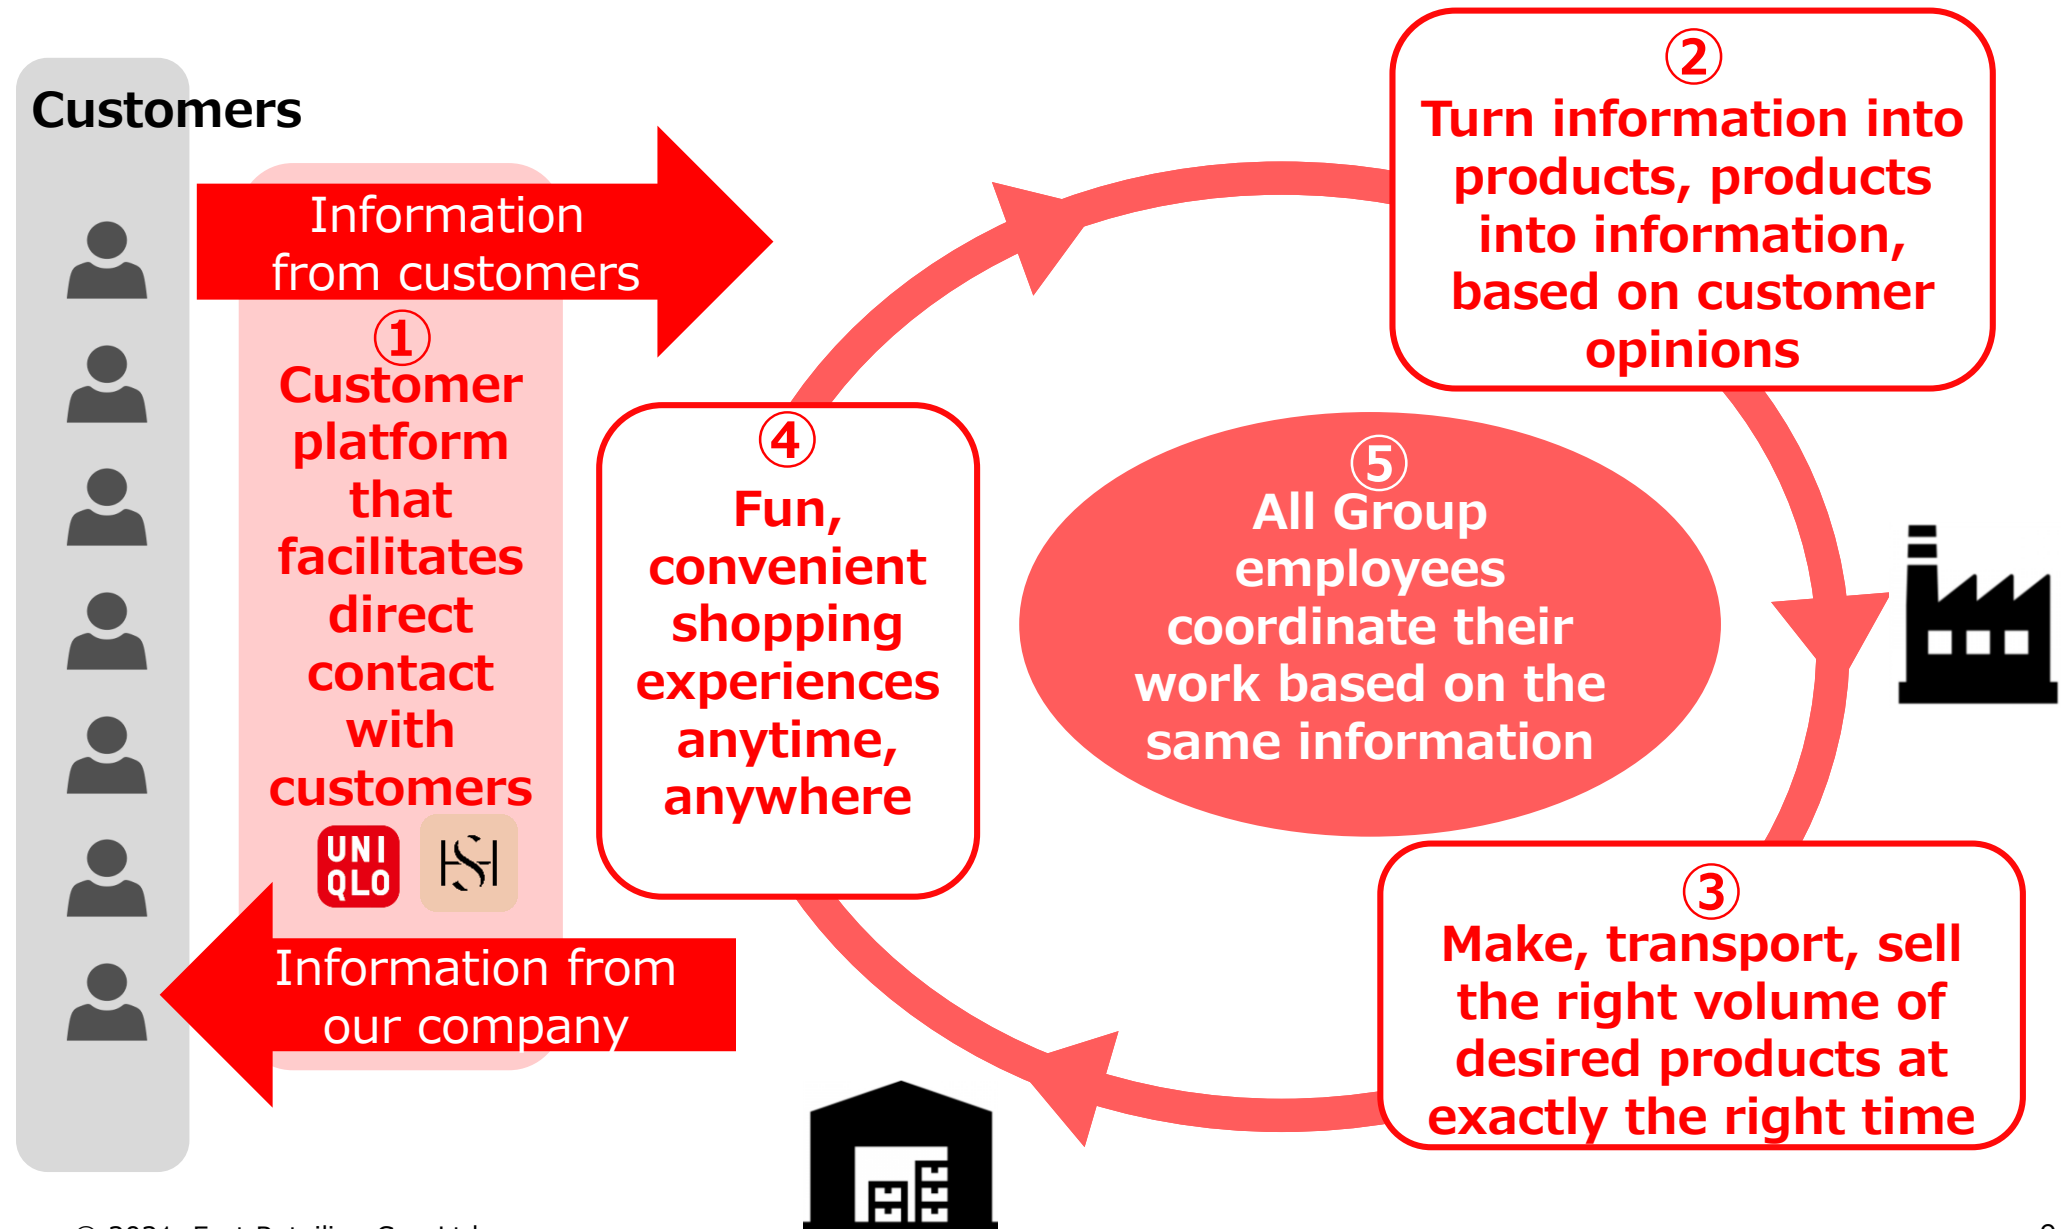 Customers
Information
from customers
①
Customer
platform
that
facilitates
direct
contact
with
customers
UNI
QLO
Information from
our company
②
Turn information into
products, products
into information,
based on customer
opinions
③
Make, transport, sell
the right volume of
desired products at
exactly the right time
④
Fun,
convenient
shopping
experiences
anytime,
anywhere
⑤
All Group
employees
coordinate their
work based on the
same information